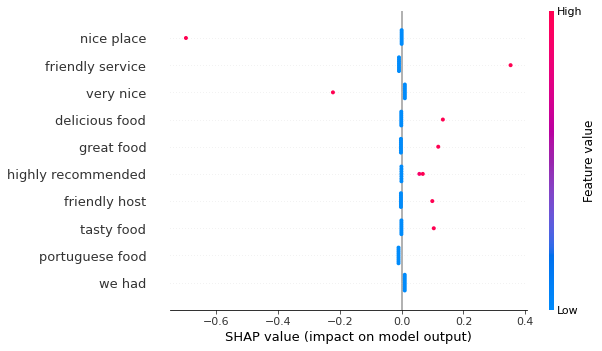 High
nice place
friendly service
very nice
delicious food
great food
highly recommended
friendly host
tasty food
portuguese food
we had
Feature value
Low
−0.6 −0.4 −0.2 0.0 0.2 0.4
SHAP value (impact on model output)